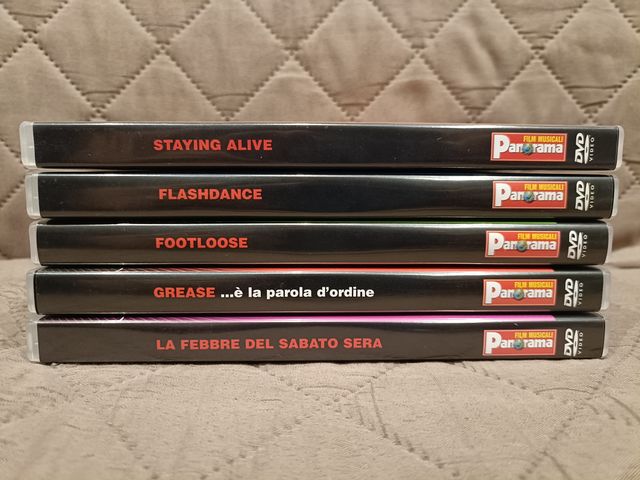 STAYING ALIVE
FILM MUSICALI
Panorama
DVD
VIDEO
FLASHDANCE
FILM MUSICALI
Panorama
DVD
VIDEO
FOOTLOOSE
FILM MUSICALI
Panorama
DVD
VIDEO
GREASE ...è la parola d'ordine
FILM MUSICALI
Panorama
DVD
VIDEO
LA FEBBRE DEL SABATO SERA
FILM MUSICALI
Panorama
DVD
VIDEO